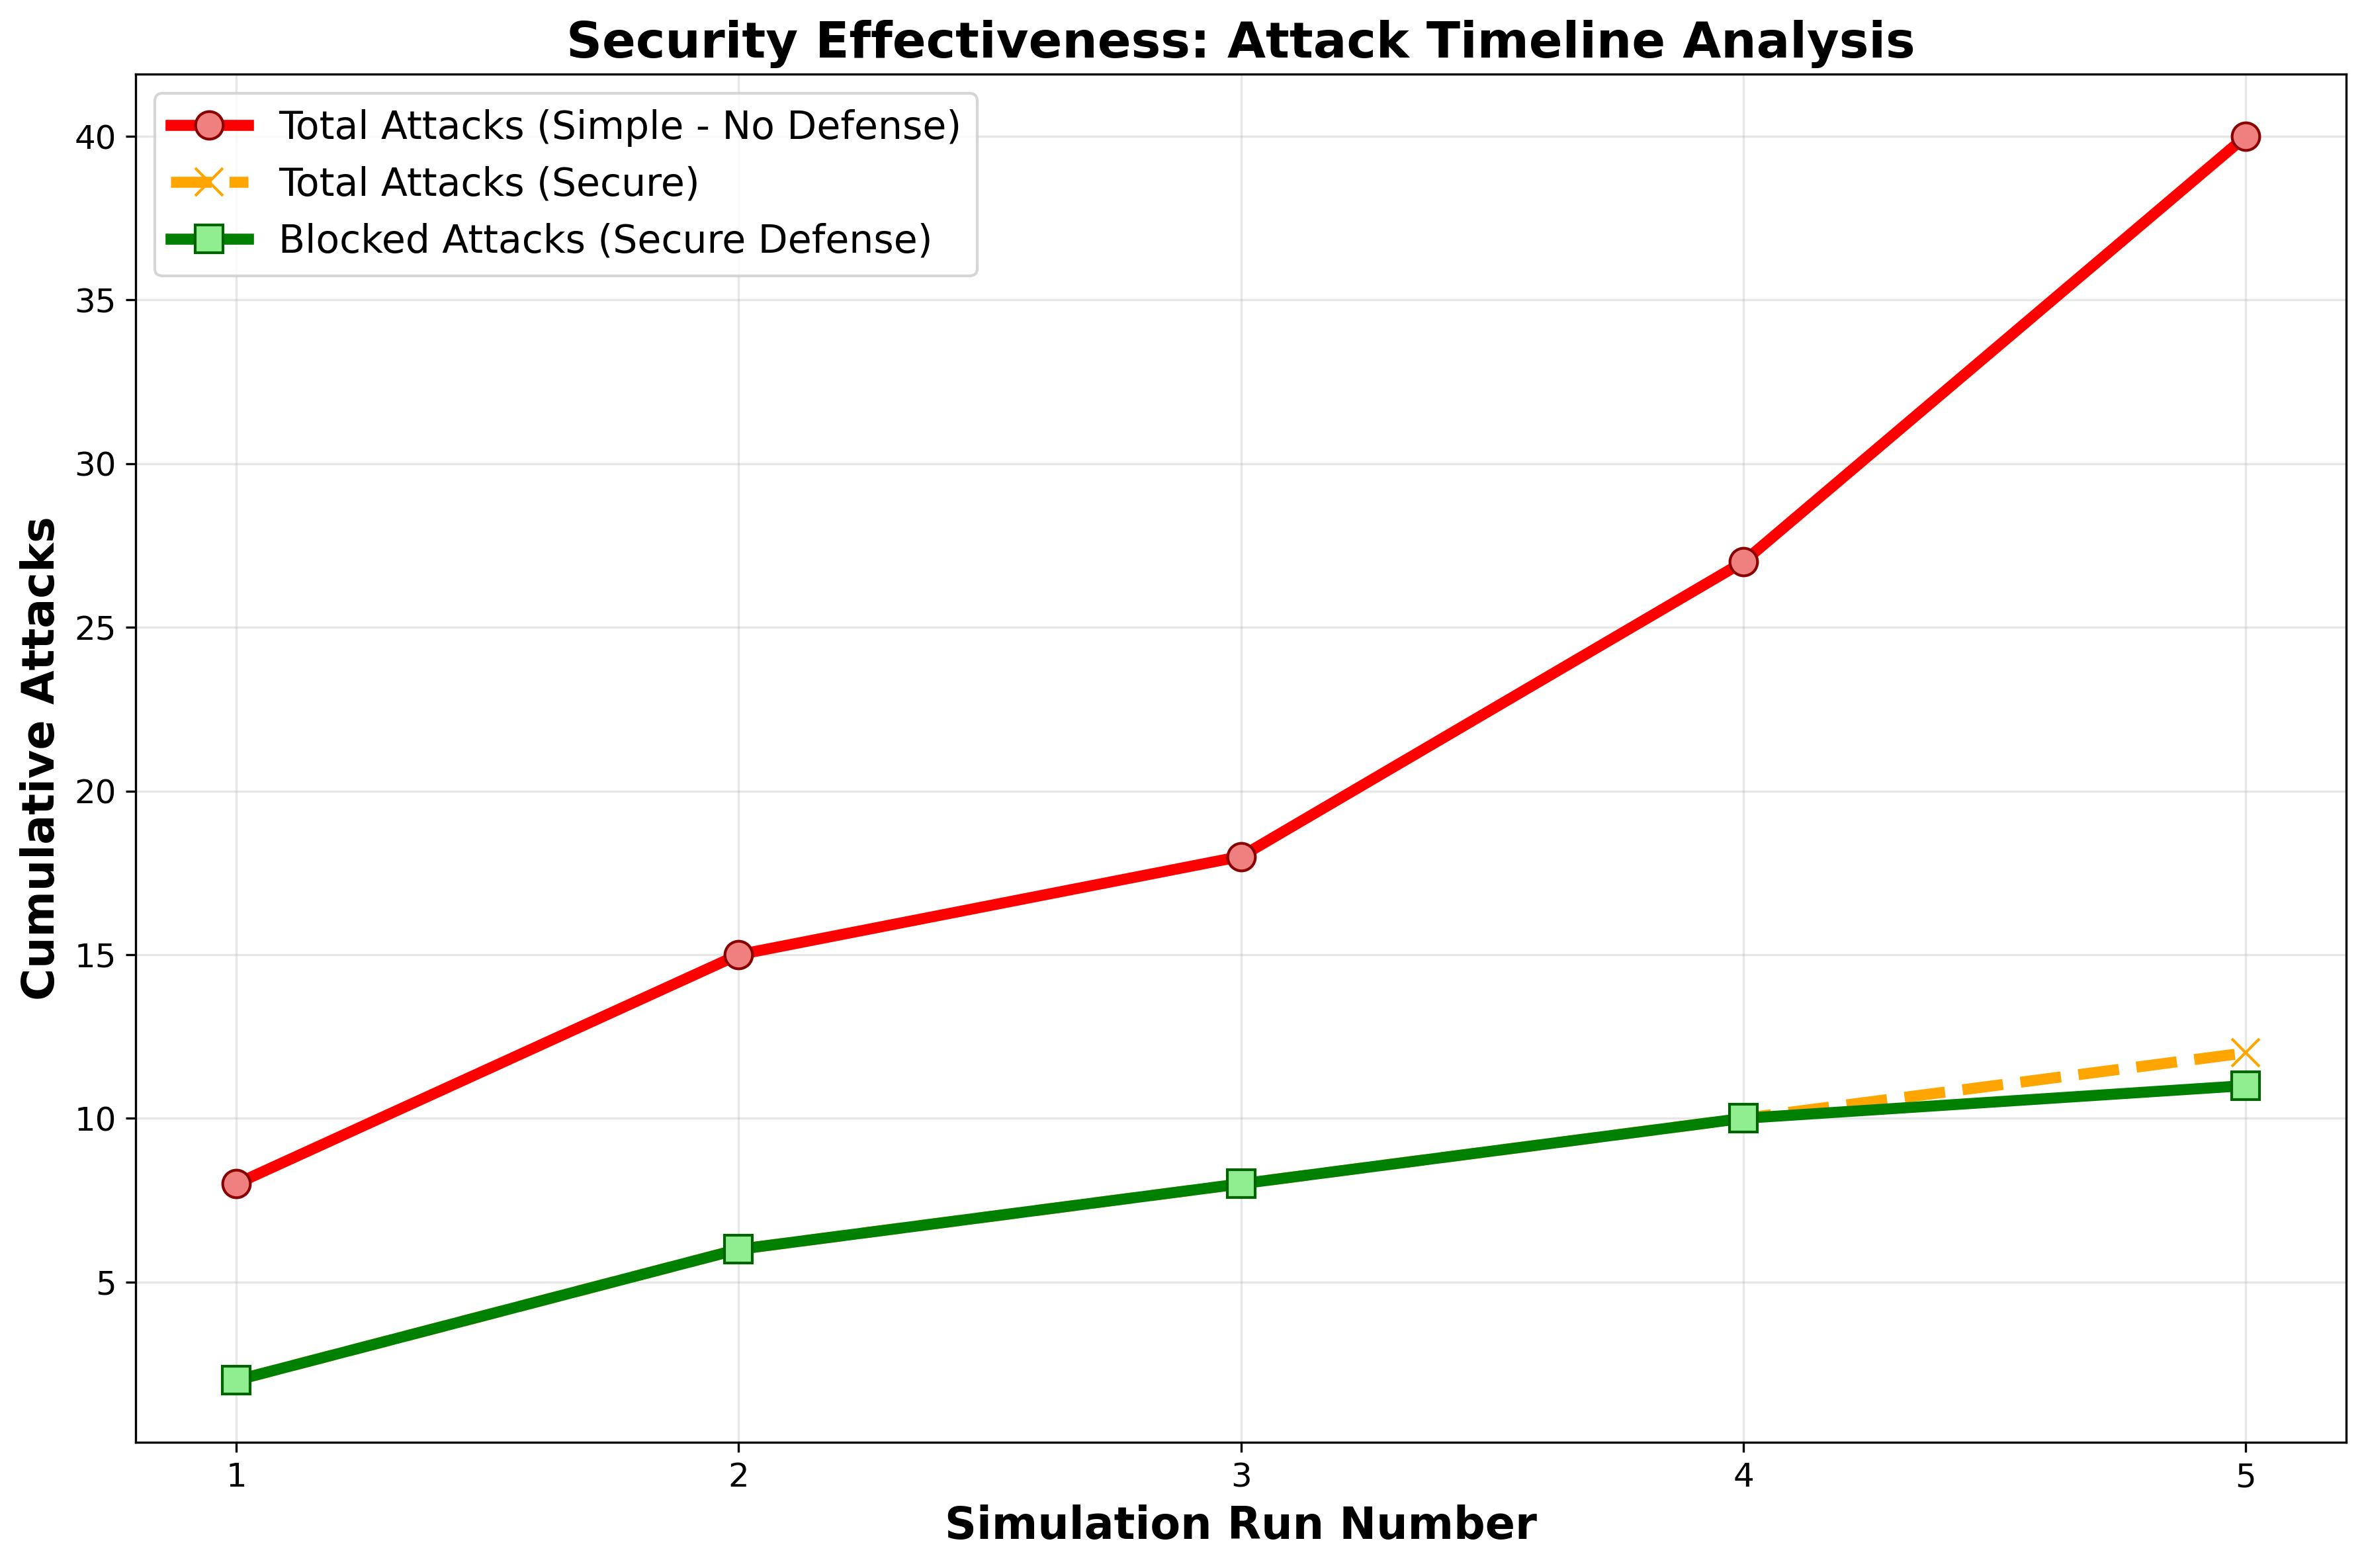 Security Effectiveness: Attack Timeline Analysis
Total Attacks (Simple - No Defense)
Total Attacks (Secure)
Blocked Attacks (Secure Defense)
Cumulative Attacks
40
35
30
25
20
15
10
5
1 2 3 4 5
Simulation Run Number